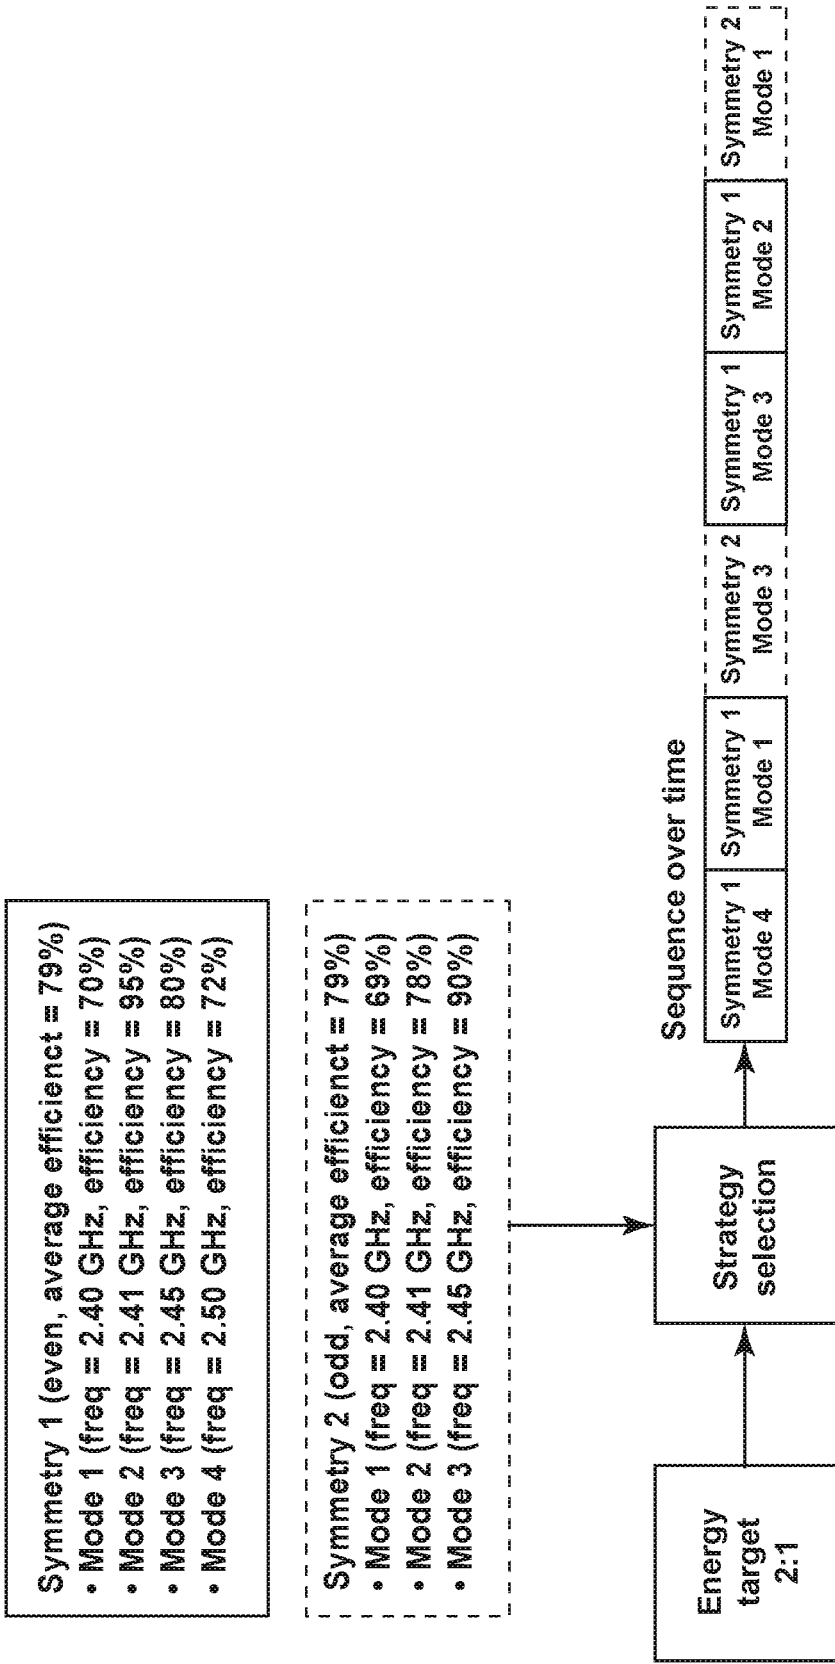 Symmetry 1 (even, average efficienct = 79%)
• Mode 1 (freq = 2.40 GHz, efficiency = 70%)
• Mode 2 (freq = 2.41 GHz, efficiency = 95%)
• Mode 3 (freq = 2.45 GHz, efficiency = 80%)
• Mode 4 (freq = 2.50 GHz, efficiency = 72%)
Symmetry 2 (odd, average efficienct = 79%)
• Mode 1 (freq = 2.40 GHz, efficiency = 69%)
• Mode 2 (freq = 2.41 GHz, efficiency = 78%)
• Mode 3 (freq = 2.45 GHz, efficiency = 90%)
Energy
target
2:1
Strategy
selection
Sequence over time
Symmetry 1
Mode 4
Symmetry 1
Mode 1
Symmetry 2
Mode 3
Symmetry 1
Mode 3
Symmetry 1
Mode 2
Symmetry 2
Mode 1